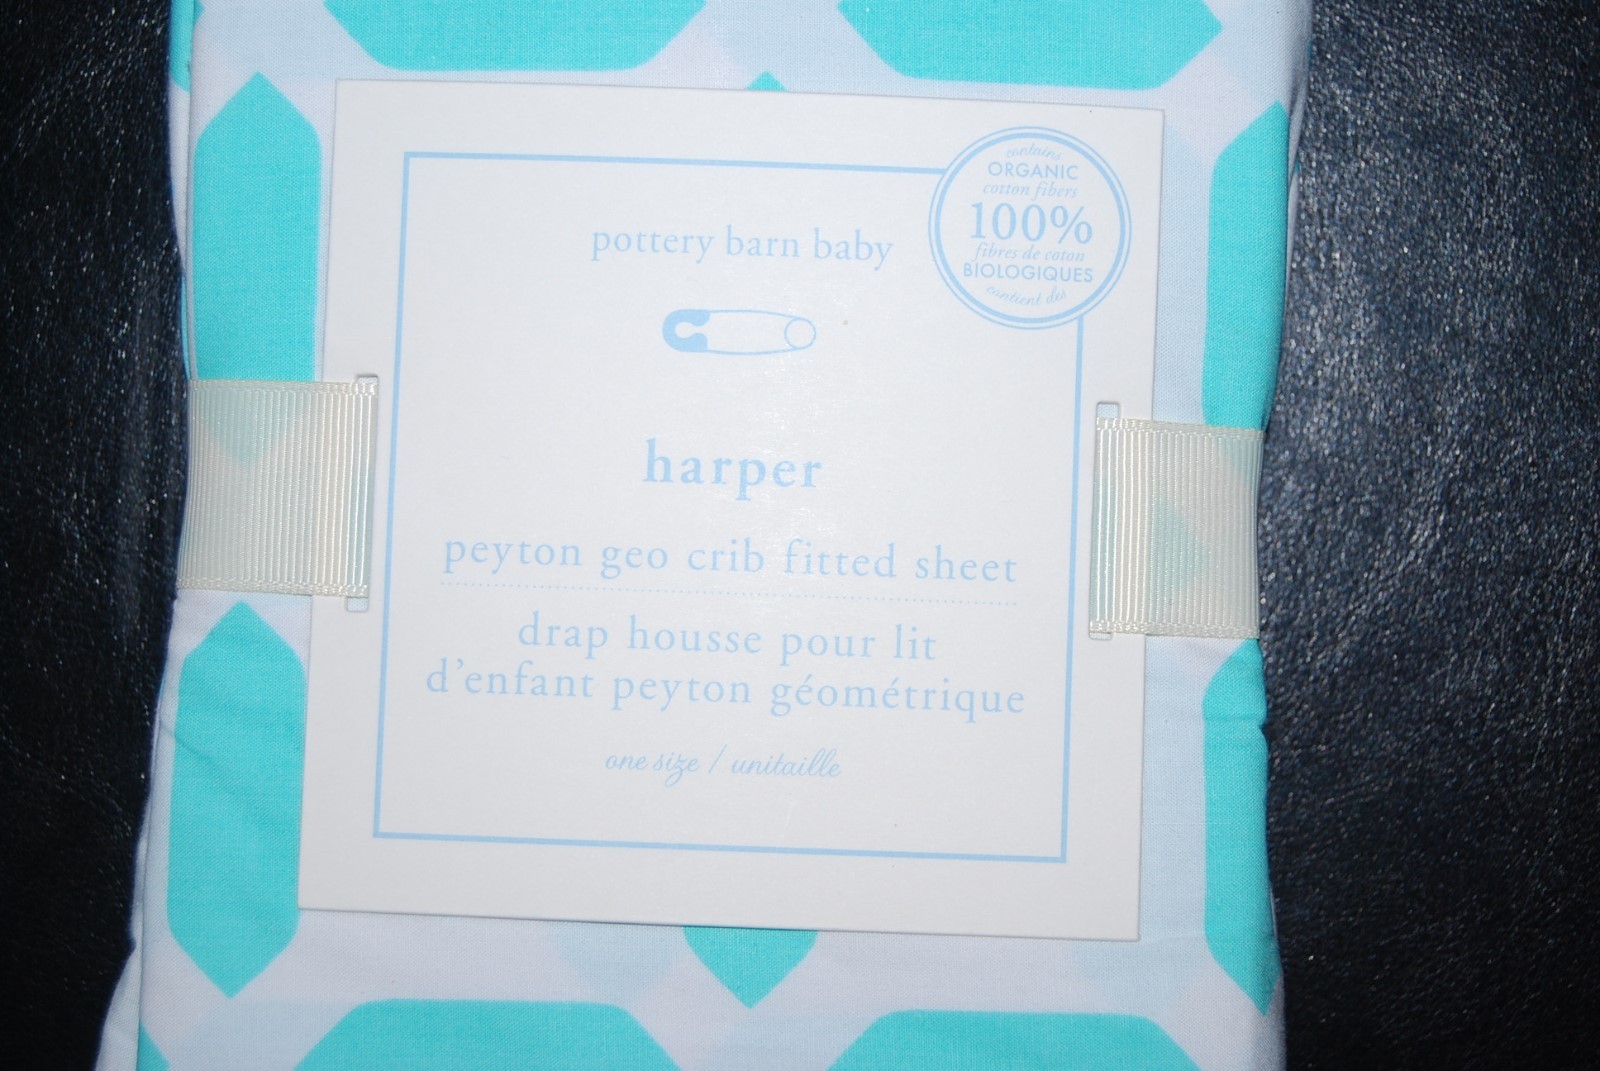 contains
ORGANIC
cotton fibers
100%
fibres de coton
BIOLOGIQUES
contient des
pottery barn baby
harper
peyton geo crib fitted sheet
drap housse pour lit
d'enfant peyton géométrique
one size / unitaille